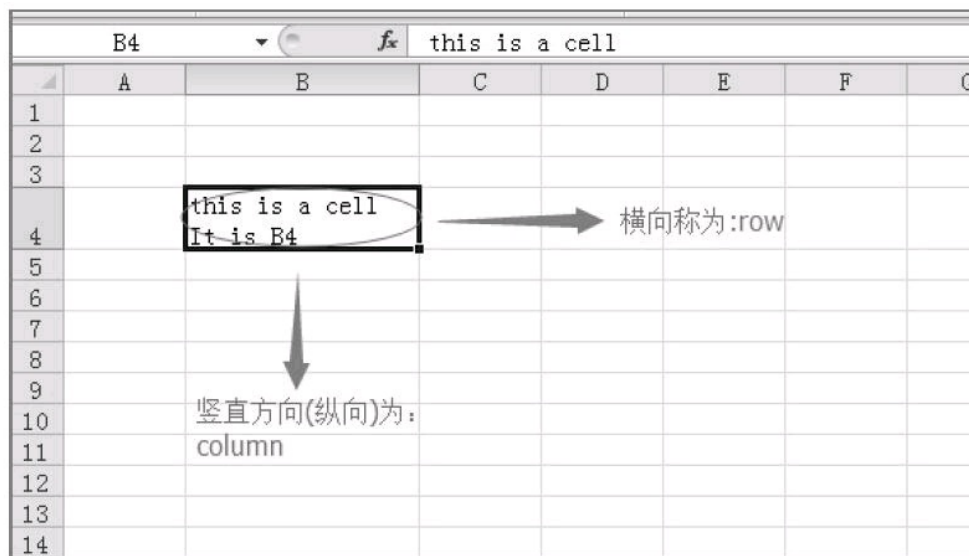 B4 fx this is a cell
A B C D E F
1
2
3
this is a cell
4 It is B4
横向称为:row
5
6
7
8
9
竖直方向(纵向)为:
10
column
11
12
13
14